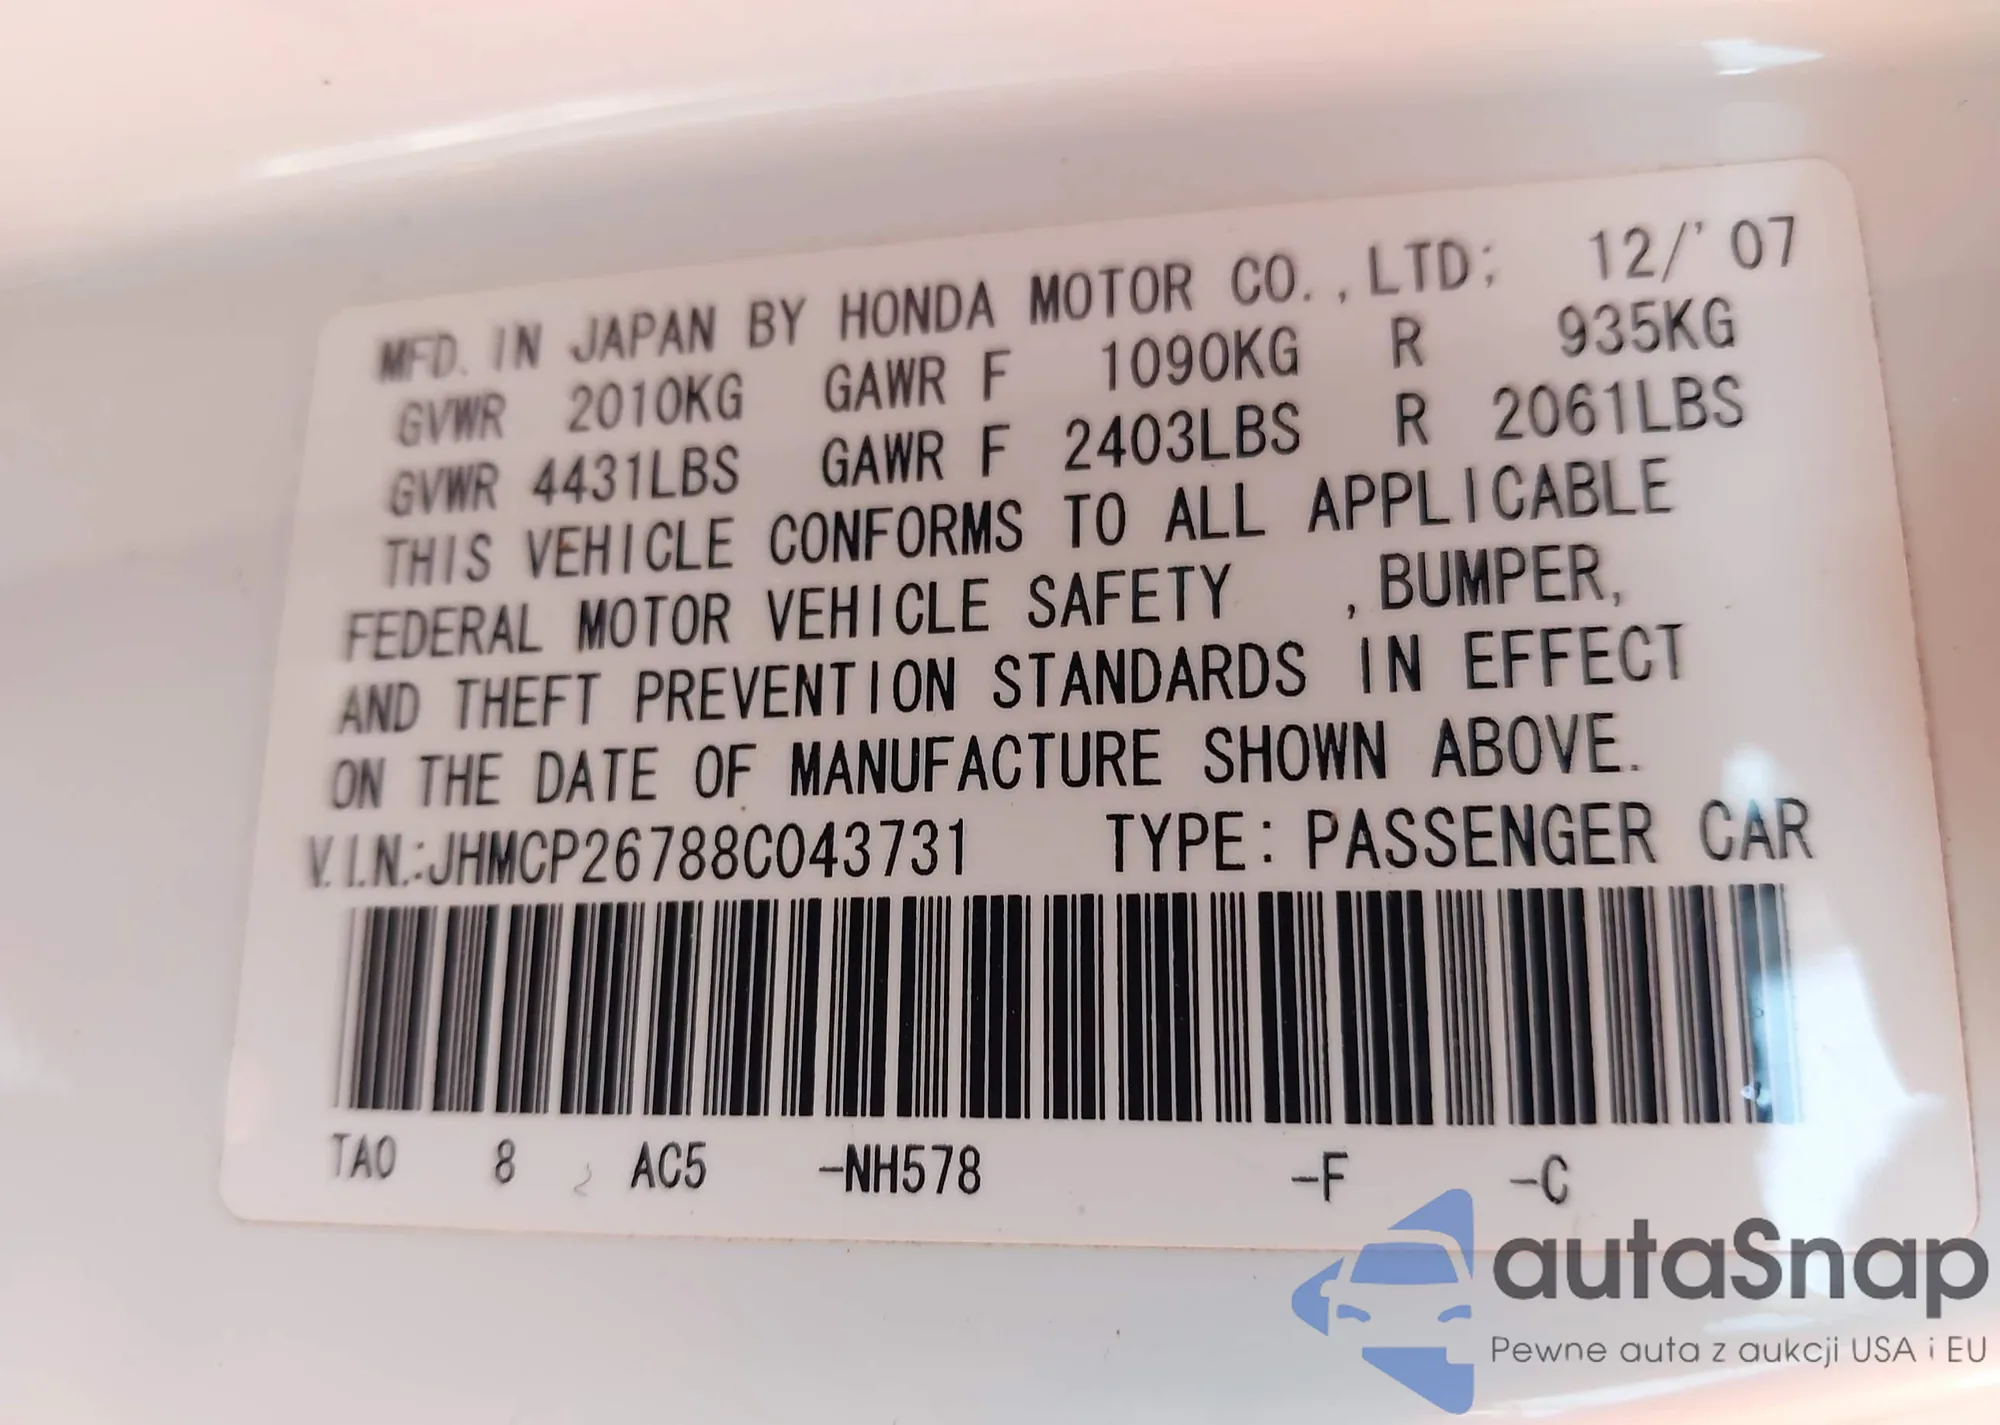 MFD. IN JAPAN BY HONDA MOTOR CO.,LTD; 12/'07
GVWR 2010KG GAWR F 1090KG R 935KG
GVWR 4431LBS GAWR F 2403LBS R 2061LBS
THIS VEHICLE CONFORMS TO ALL APPLICABLE
FEDERAL MOTOR VEHICLE SAFETY , BUMPER,
AND THEFT PREVENTION STANDARDS IN EFFECT
ON THE DATE OF MANUFACTURE SHOWN ABOVE.
V.I.N.:JHMCP26788C043731 TYPE: PASSENGER CAR
TA0 8 AC5 -NH578 -F -C
autaSnap
Pewne auta z aukcji USA i EU